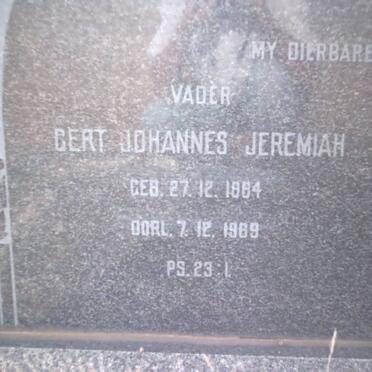 MY DIERBARE
VADER
GERT JOHANNES JEREMIAH
GEB. 27. 12. 1884
OORL. 7. 12. 1969
PS. 23:1.